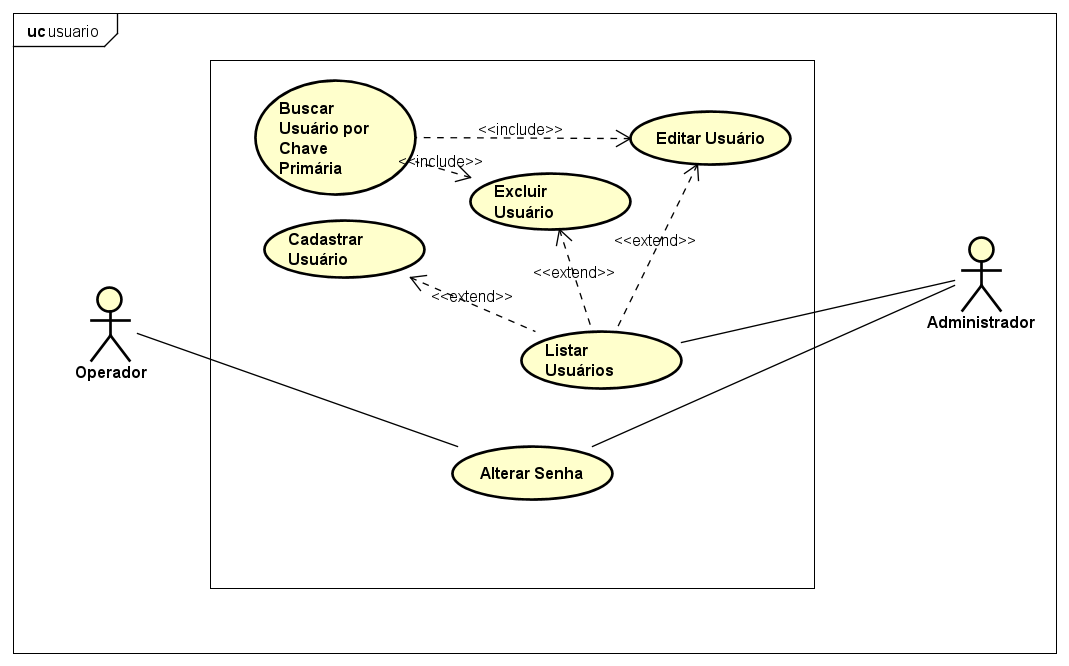 uc usuario
Buscar
Usuário por
Chave
Primária
<<include>>
Editar Usuário
<<include>>
Excluir
Usuário
Cadastrar
Usuário
<<extend>>
<<extend>>
<<extend>>
Listar
Usuários
Administrador
Operador
Alterar Senha